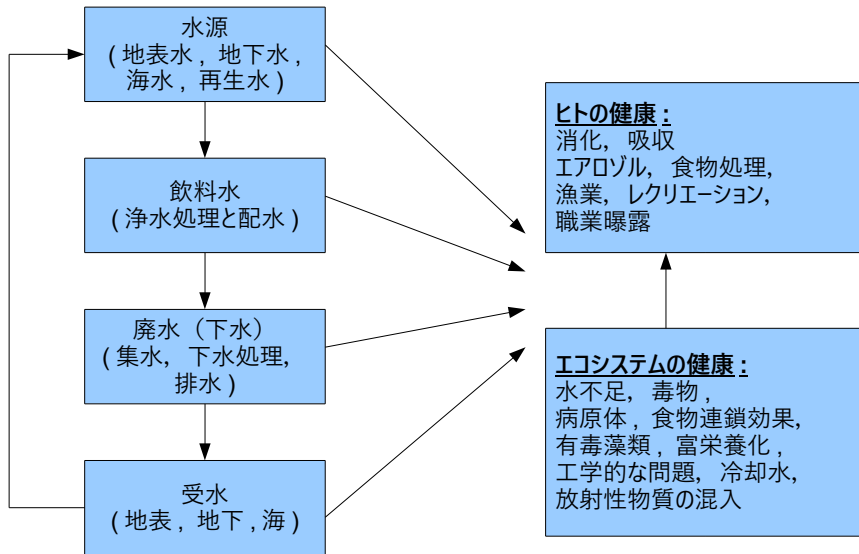 水源
( 地表水 , 地下水 ,
海水 , 再生水 )
飲料水
( 浄水処理と配水 )
廃水（下水）
( 集水, 下水処理,
排水 )
受水
( 地表 , 地下 , 海 )
ヒトの健康 :
消化, 吸収
エアロゾル, 食物処理,
漁業, レクリエーション,
職業曝露
エコシステムの健康 :
水不足, 毒物 ,
病原体 , 食物連鎖効果,
有毒藻類 , 富栄養化 ,
工学的な問題, 冷却水,
放射性物質の混入